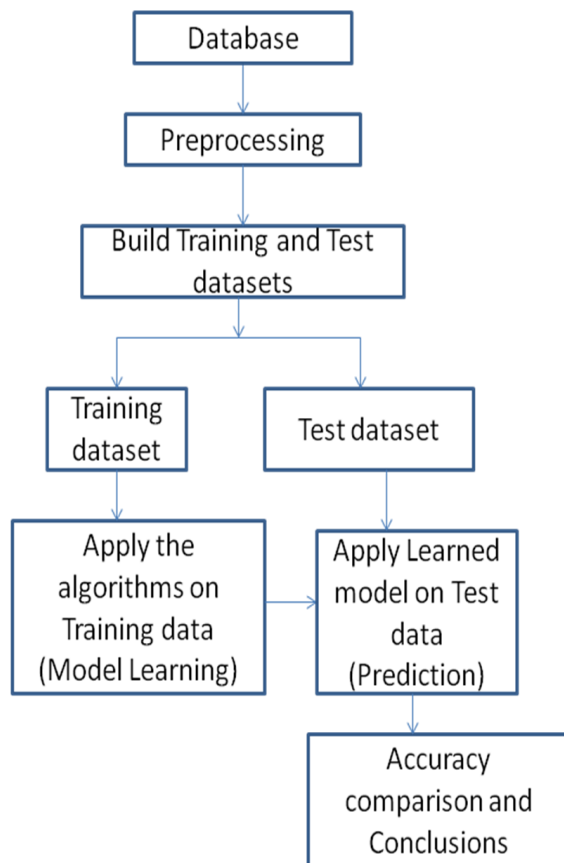 Database
Preprocessing
Build Training and Test
datasets
Training
dataset
Test dataset
Apply the
algorithms on
Training data
(Model Learning)
Apply Learned
model on Test
data
(Prediction)
Accuracy
comparison and
Conclusions